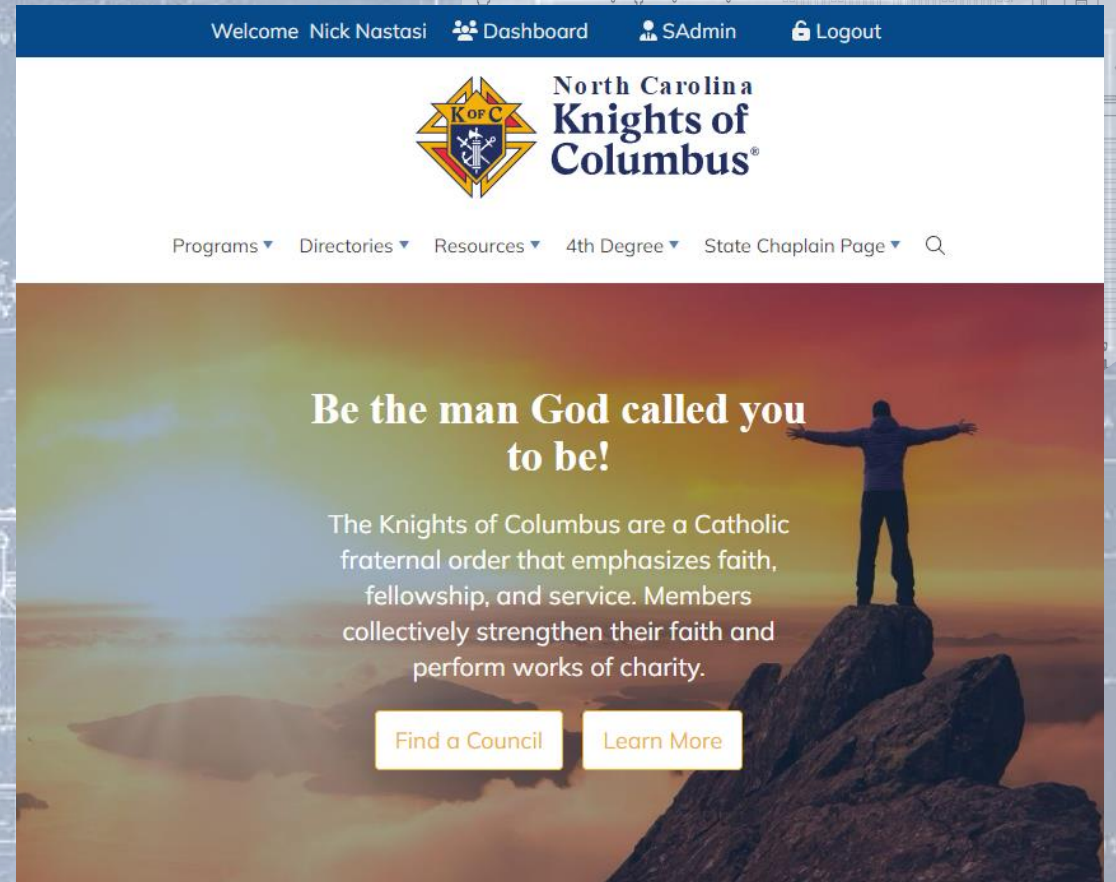 Welcome Nick Nastasi Dashboard SAdmin Logout
North Carolina
K OF C
Knights of
Columbus®
Programs Directories Resources 4th Degree State Chaplain Page
Be the man God called you
to be!
The Knights of Columbus are a Catholic
fraternal order that emphasizes faith,
fellowship, and service. Members
collectively strengthen their faith and
perform works of charity.
Find a Council Learn More